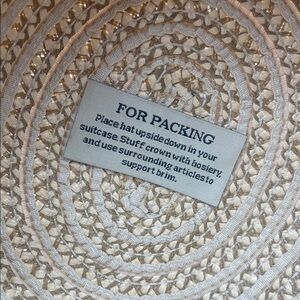 FOR PACKING
Place hat upside down in your
suitcase. Stuff crown with hosiery,
and use surrounding articles to
support brim.